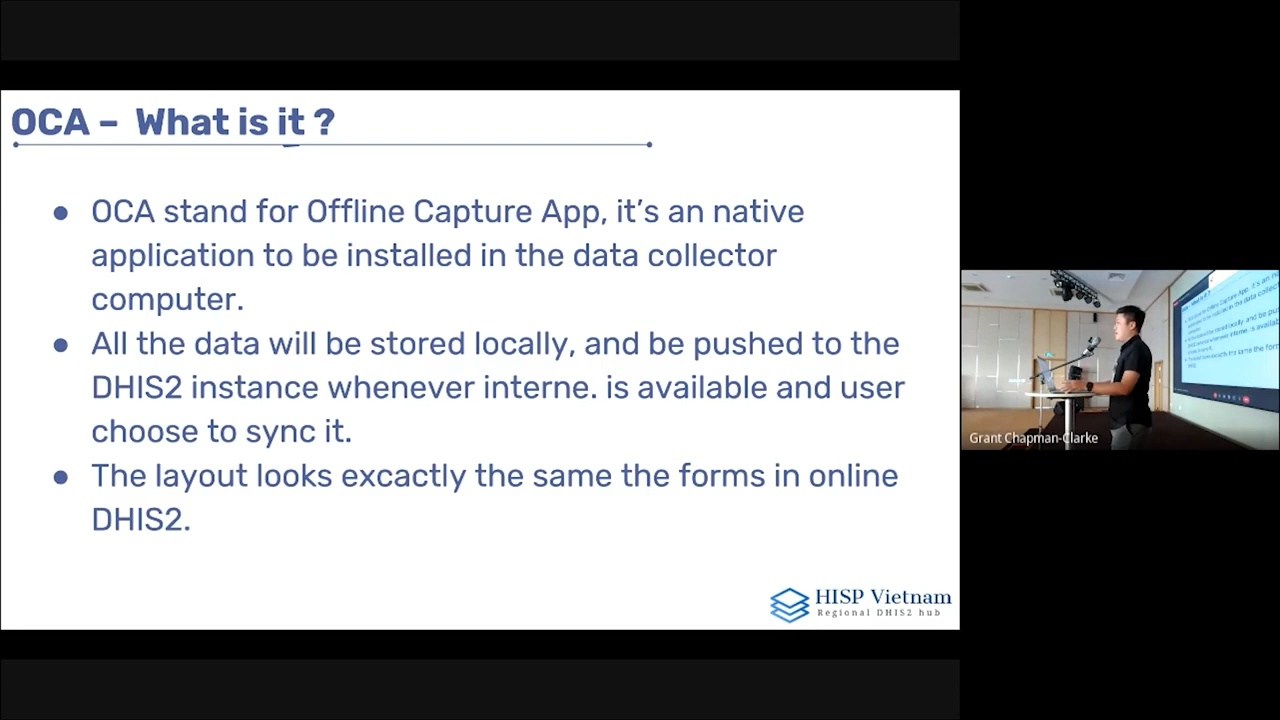 OCA – What is it ?
● OCA stand for Offline Capture App, it's an native
application to be installed in the data collector
computer.
● All the data will be stored locally, and be pushed to the
DHIS2 instance whenever interne. is available and user
choose to sync it.
● The layout looks excactly the same the forms in online
DHIS2.
HISP Vietnam
Regional DHIS2 hub
Grant Chapman-Clarke